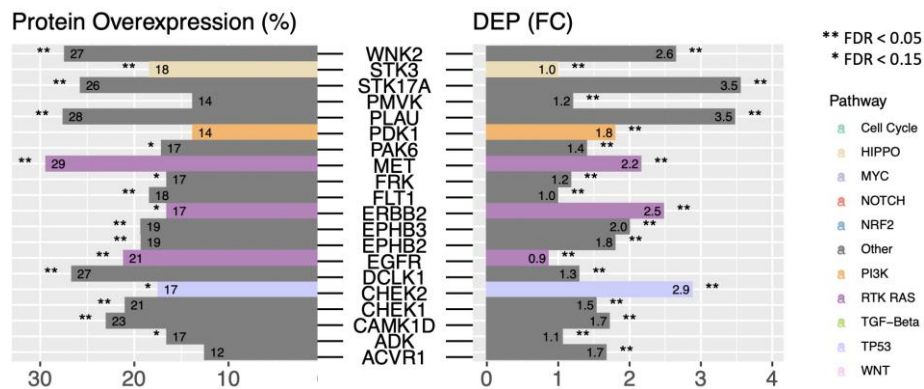 Protein Overexpression (%)
DEP (FC)
** FDR < 0.05
* FDR < 0.15
** 27 WNK2 2.6 **
** 18 STK3 1.0 **
** 26 STK17A 3.5 **
14 PMVK 1.2 **
** 28 PLAU 3.5 **
14 PDK1 1.8 **
* 17 PAK6 1.4 **
** 29 MET 2.2 **
* 17 FRK 1.2 **
** 18 FLT1 1.0 **
* 17 ERBB2 2.5 **
** 19 EPHB3 2.0 **
** 19 EPHB2 1.8 **
** 21 EGFR 0.9 **
** 27 DCLK1 1.3 **
* 17 CHEK2 2.9 **
** 21 CHEK1 1.5 **
** 23 CAMK1D 1.7 **
* 17 ADK 1.1 **
12 ACVR1 1.7 **
30 20 10
0 1 2 3 4
Pathway
a Cell Cycle
a HIPPO
a MYC
a NOTCH
a NRF2
a Other
a PI3K
a RTK RAS
a TGF-Beta
a TP53
a WNT